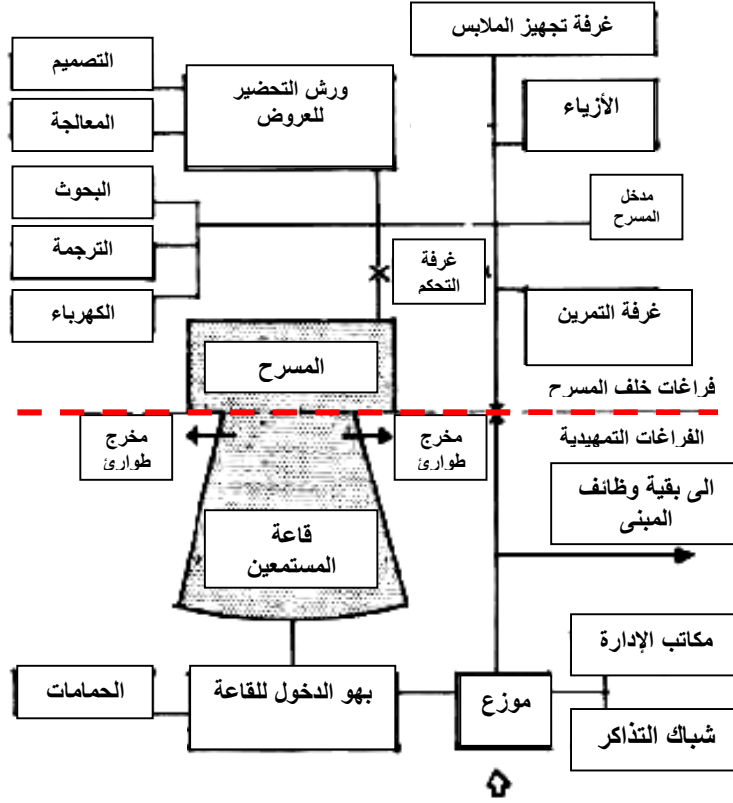 غرفة تجهيز الملابس
التصميم
ورش التحضير
للعروض
الأزياء
المعالجة
البحوث
مدخل
المسرح
الترجمة
غرفة
التحكم
الكهرباء
غرفة التمرين
المسرح
فراغات خلف المسرح
الفراغات التمهيدية
مخرج
طوارئ
مخرج
طوارئ
الى بقية وظائف
المبنى
قاعة
المستمعين
مكاتب الإدارة
الحمامات
بهو الدخول للقاعة
موزع
شباك التذاكر